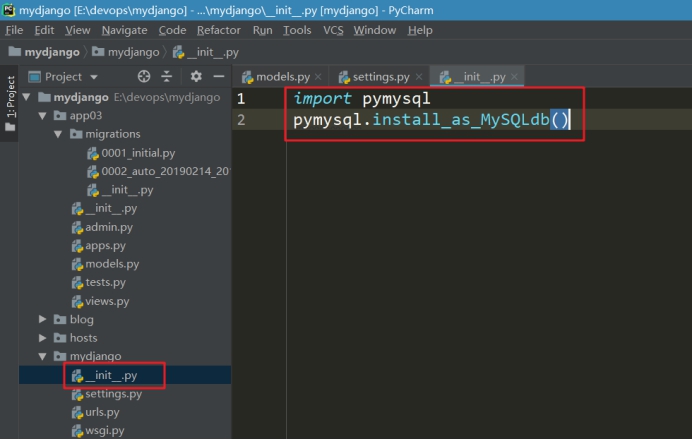 mydjango [E:\devops\mydjango] - ...\mydjango\__init__.py [mydjango] - PyCharm
File Edit View Navigate Code Refactor Run Tools VCS Window Help
mydjango mydjango __init__.py
1: Project
Project
models.py settings.py __init__.py
mydjango E:\devops\mydjango
app03
migrations
0001_initial.py
0002_auto_20190214_20
__init__.py
__init__.py
admin.py
apps.py
models.py
tests.py
views.py
blog
hosts
mydjango
__init__.py
settings.py
urls.py
wsgi.py
1 import pymysql
2 pymysql.install_as_MySQLdb()